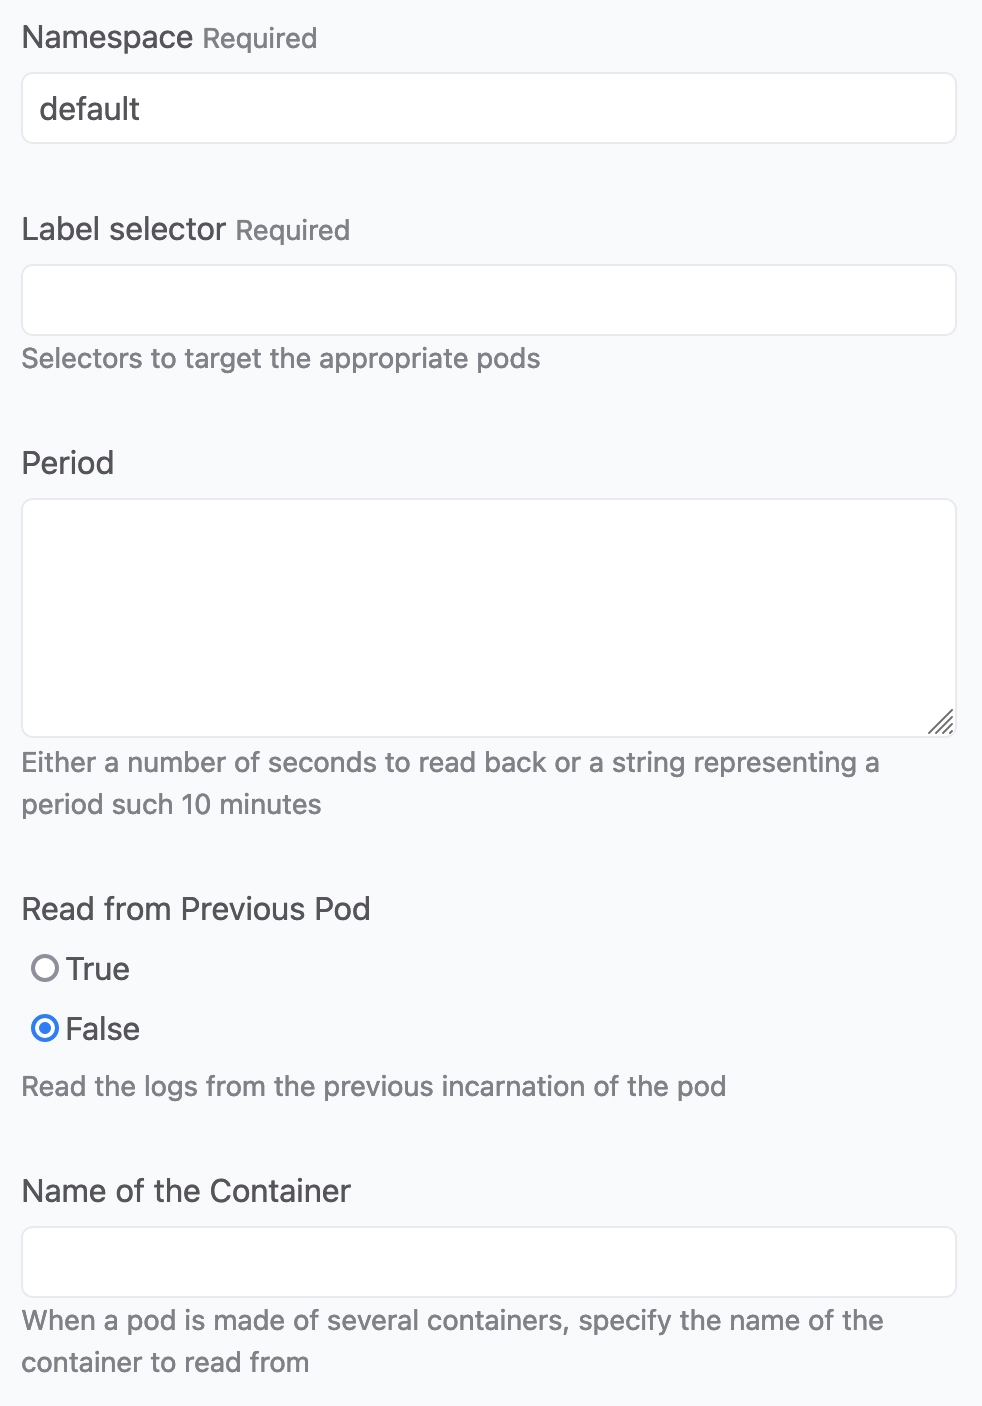 Namespace Required
default
Label selector Required
Selectors to target the appropriate pods
Period
Either a number of seconds to read back or a string representing a
period such 10 minutes
Read from Previous Pod
True
False
Read the logs from the previous incarnation of the pod
Name of the Container
When a pod is made of several containers, specify the name of the
container to read from